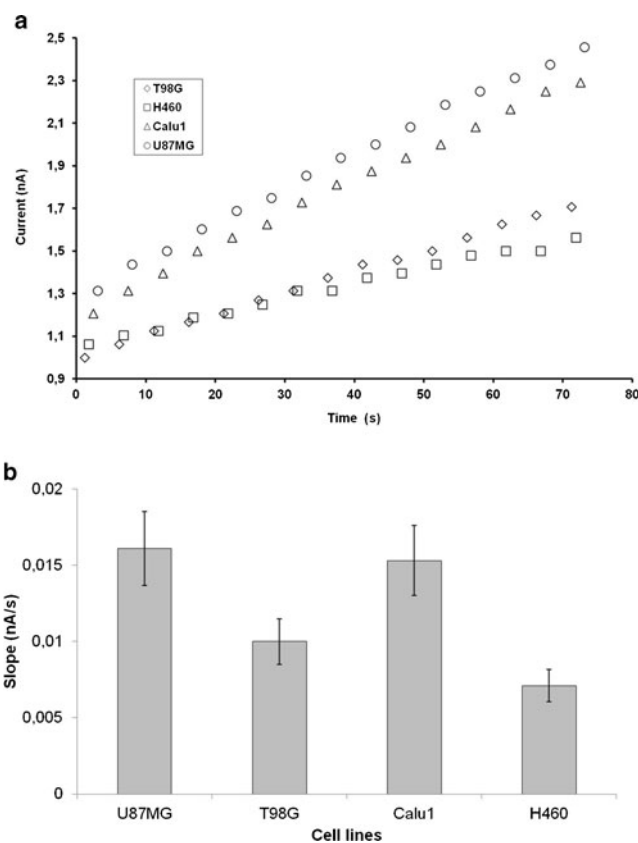 a
2,5
2,3
2,1
1,9
1,7
1,5
1,3
1,1
0,9
Current (nA)
T98G
H460
Calu1
U87MG
0 10 20 30 40 50 60 70 80
Time (s)
b
0,02
0,015
0,01
0,005
0
Slope (nA/s)
U87MG T98G Calu1 H460
Cell lines